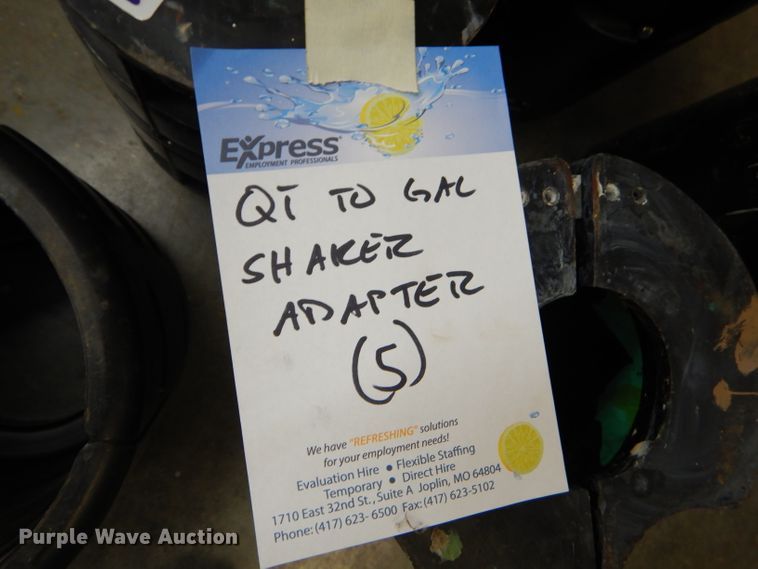 Express
EMPLOYMENT PROFESSIONALS
QT TO GAL
SHAKER
ADAPTER
(5)
We have "REFRESHING" solutions
for your employment needs!
Evaluation Hire • Flexible Staffing
Temporary • Direct Hire
1710 East 32nd St., Suite A Joplin, MO 64804
Phone: (417) 623- 6500 Fax: (417) 623-5102
Purple Wave Auction